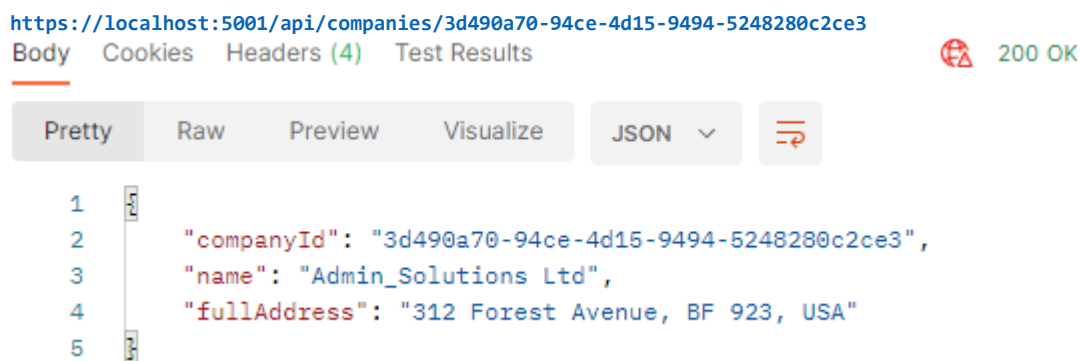 https://localhost:5001/api/companies/3d490a70-94ce-4d15-9494-5248280c2ce3
Body Cookies Headers (4) Test Results 200 OK
Pretty Raw Preview Visualize JSON
1 {
2 "companyId": "3d490a70-94ce-4d15-9494-5248280c2ce3",
3 "name": "Admin_Solutions Ltd",
4 "fullAddress": "312 Forest Avenue, BF 923, USA"
5 }